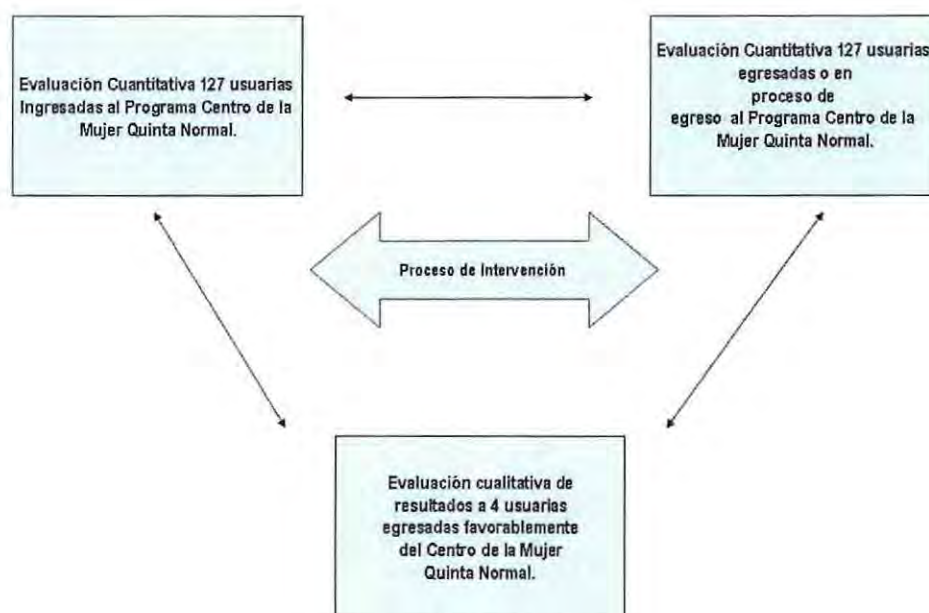 Evaluación Cuantitativa 127 usuarias
Ingresadas al Programa Centro de la
Mujer Quinta Normal.
Evaluación Cuantitativa 127 usuarias
egresadas o en
proceso de
egreso al Programa Centro de la
Mujer Quinta Normal.
Proceso de Intervención
Evaluación cualitativa de
resultados a 4 usuarias
egresadas favorablemente
del Centro de la Mujer
Quinta Normal.